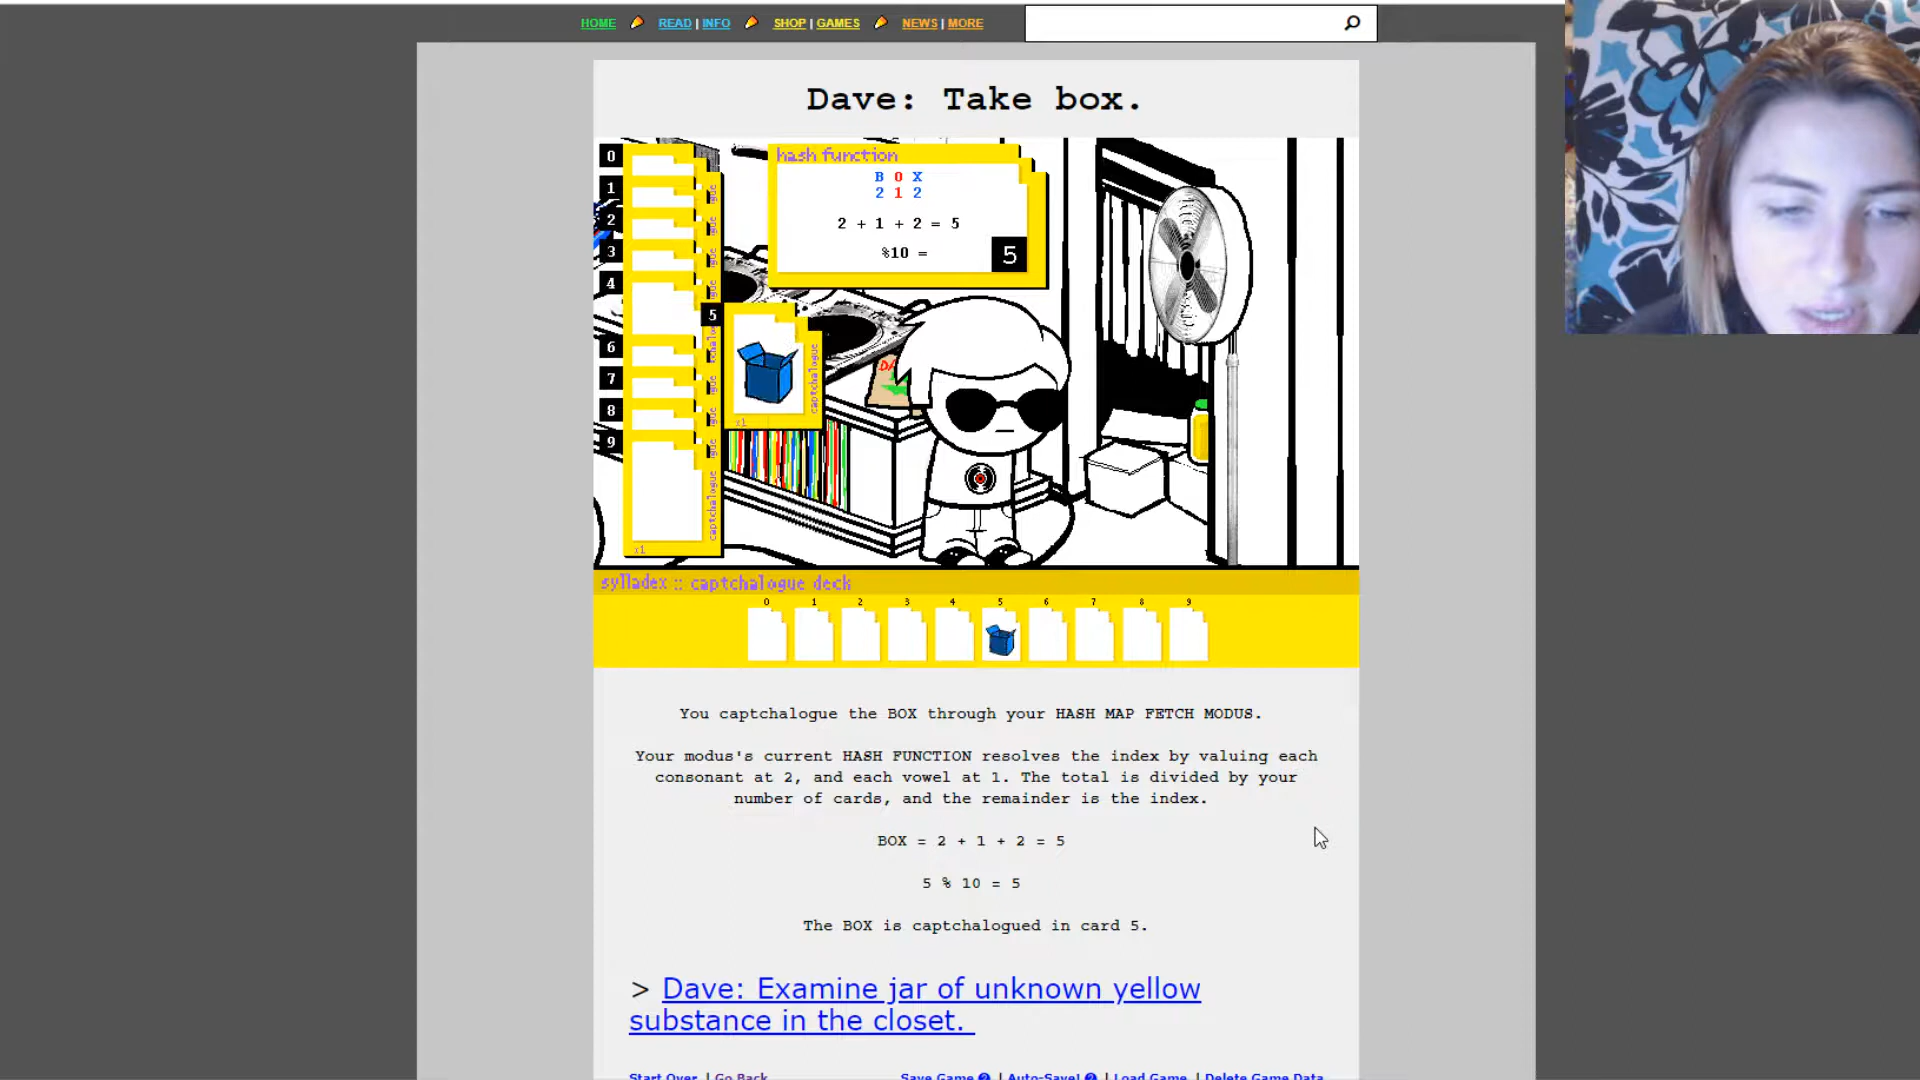 HOME READ | INFO SHOP | GAMES NEWS | MORE
Dave: Take box.
0
1
2
3
4
5
6
7
8
9
hash function
B O X
2 1 2
2 + 1 + 2 = 5
%10 =
5
captchalogue
x1
captchalogue
x1
sylladex :: captchalogue deck
0 1 2 3 4 5 6 7 8 9
You captchalogue the BOX through your HASH MAP FETCH MODUS.
Your modus's current HASH FUNCTION resolves the index by valuing each
consonant at 2, and each vowel at 1. The total is divided by your
number of cards, and the remainder is the index.
BOX = 2 + 1 + 2 = 5
5 % 10 = 5
The BOX is captchalogued in card 5.
> Dave: Examine jar of unknown yellow
substance in the closet.
Start Over | Go Back Save Game | Auto-Save! | Load Game | Delete Game Data